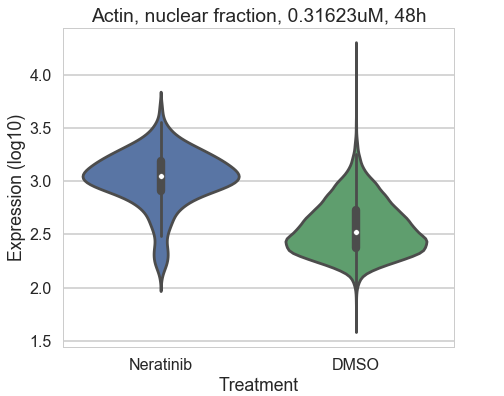 Actin, nuclear fraction, 0.31623uM, 48h
Expression (log10)
4.0
3.5
3.0
2.5
2.0
1.5
Neratinib DMSO
Treatment